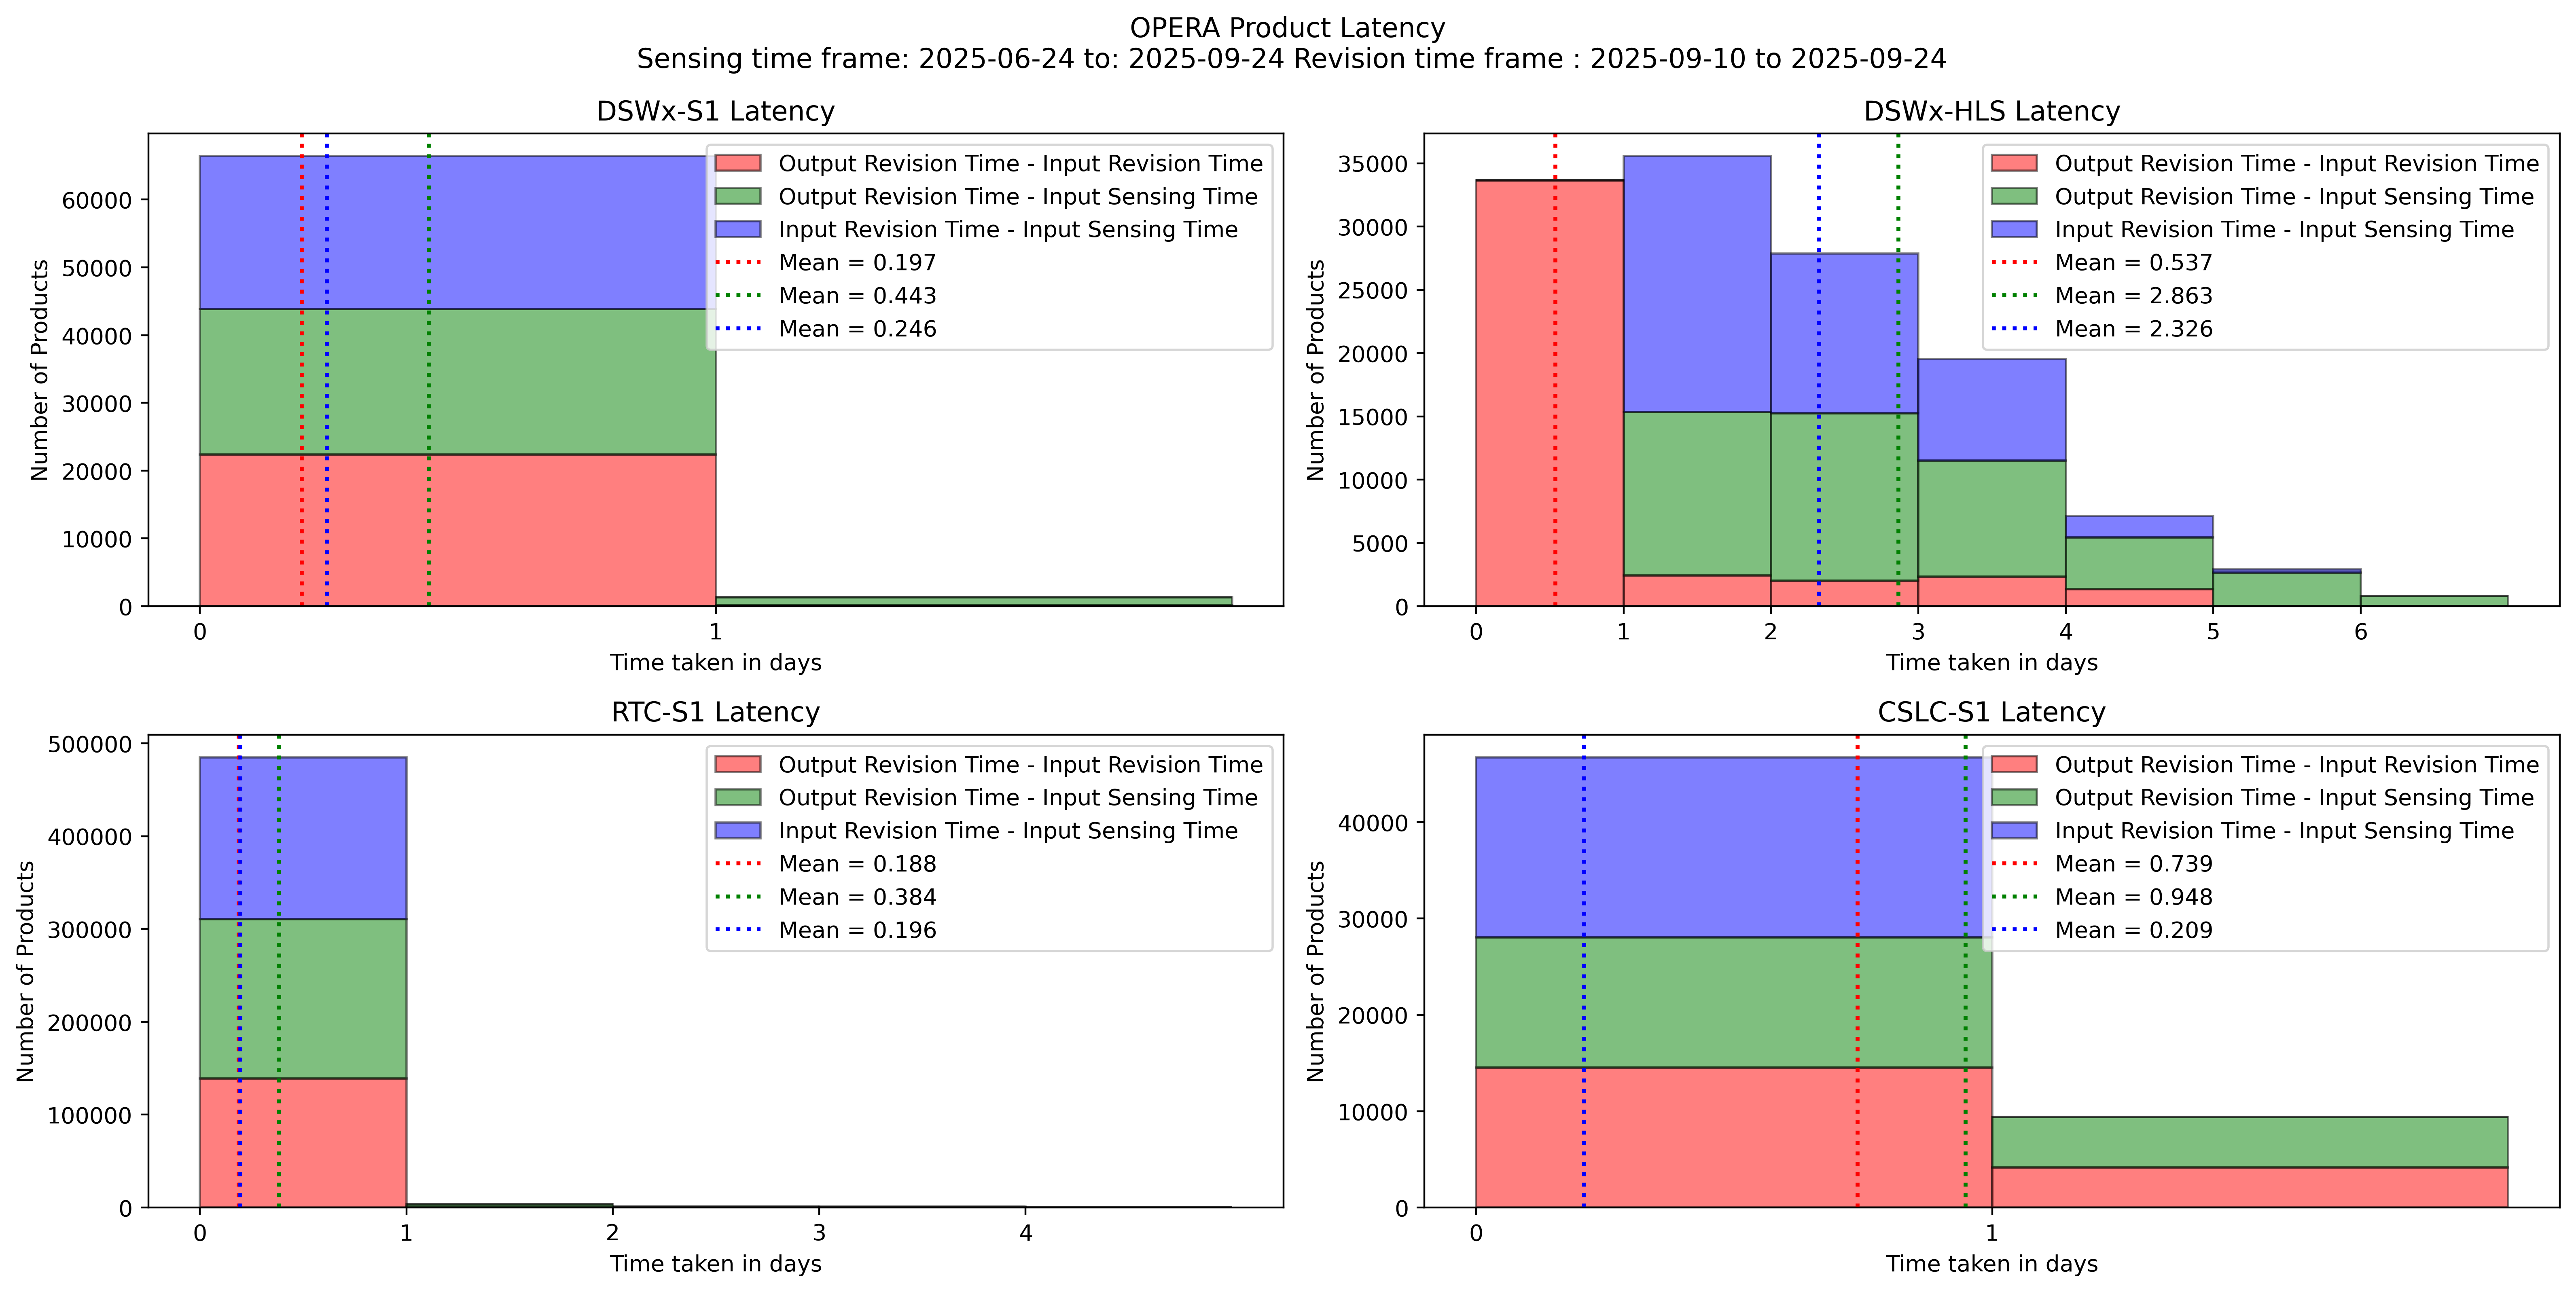 OPERA Product Latency
Sensing time frame: 2025-06-24 to: 2025-09-24 Revision time frame : 2025-09-10 to 2025-09-24
DSWx-S1 Latency
Number of Products
60000
50000
40000
30000
20000
10000
0
0
1
Time taken in days
Output Revision Time - Input Revision Time
Output Revision Time - Input Sensing Time
Input Revision Time - Input Sensing Time
Mean = 0.197
Mean = 0.443
Mean = 0.246
DSWx-HLS Latency
Number of Products
35000
30000
25000
20000
15000
10000
5000
0
0
1
2
3
4
5
6
Time taken in days
Output Revision Time - Input Revision Time
Output Revision Time - Input Sensing Time
Input Revision Time - Input Sensing Time
Mean = 0.537
Mean = 2.863
Mean = 2.326
RTC-S1 Latency
Number of Products
500000
400000
300000
200000
100000
0
0
1
2
3
4
Time taken in days
Output Revision Time - Input Revision Time
Output Revision Time - Input Sensing Time
Input Revision Time - Input Sensing Time
Mean = 0.188
Mean = 0.384
Mean = 0.196
CSLC-S1 Latency
Number of Products
40000
30000
20000
10000
0
0
1
Time taken in days
Output Revision Time - Input Revision Time
Output Revision Time - Input Sensing Time
Input Revision Time - Input Sensing Time
Mean = 0.739
Mean = 0.948
Mean = 0.209